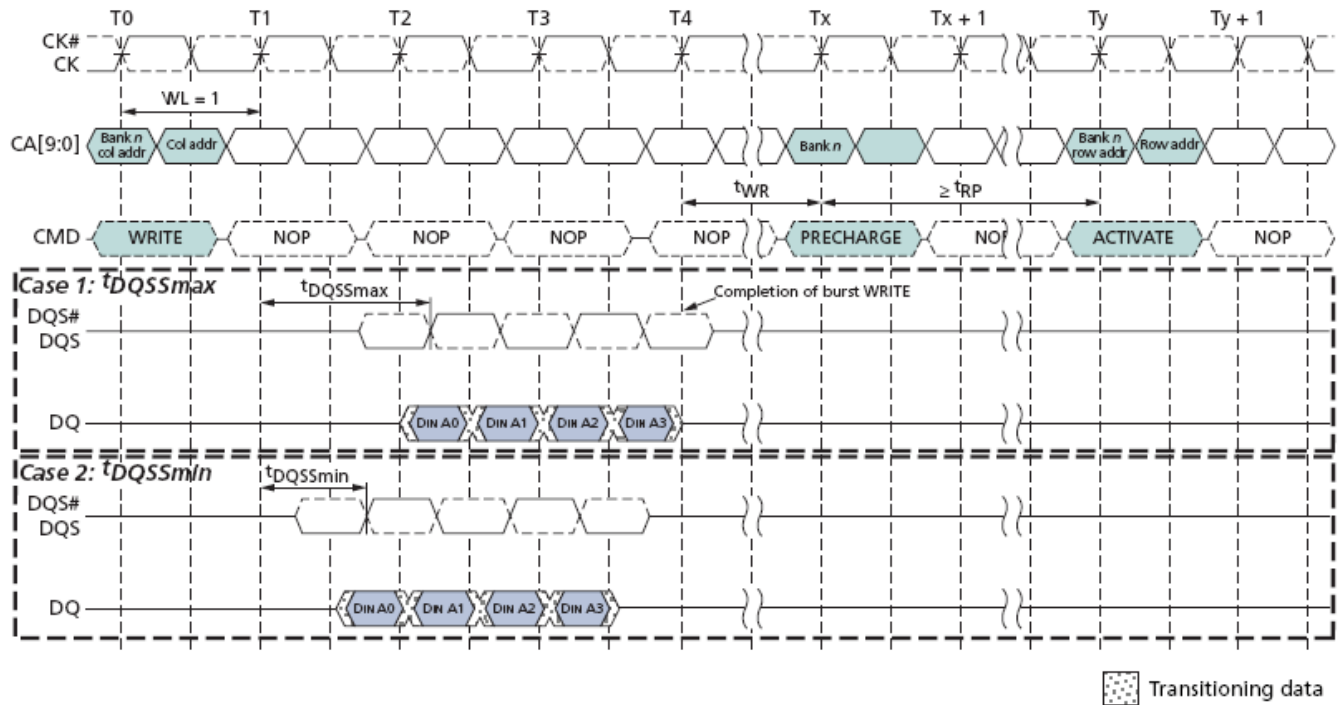 T0 T1 T2 T3 T4 Tx Tx + 1 Ty Ty + 1
CK#
CK
WL = 1
CA[9:0] Bank n col addr Col addr Bank n Bank n row addr Row addr
tWR ≥ tRP
CMD WRITE NOP NOP NOP NOP PRECHARGE NOP ACTIVATE NOP
Case 1: tDQSSmax
tDQSSmax Completion of burst WRITE
DQS#
DQS
DQ DIN A0 DIN A1 DIN A2 DIN A3
Case 2: tDQSSmin
tDQSSmin
DQS#
DQS
DQ DIN A0 DIN A1 DIN A2 DIN A3
Transitioning data